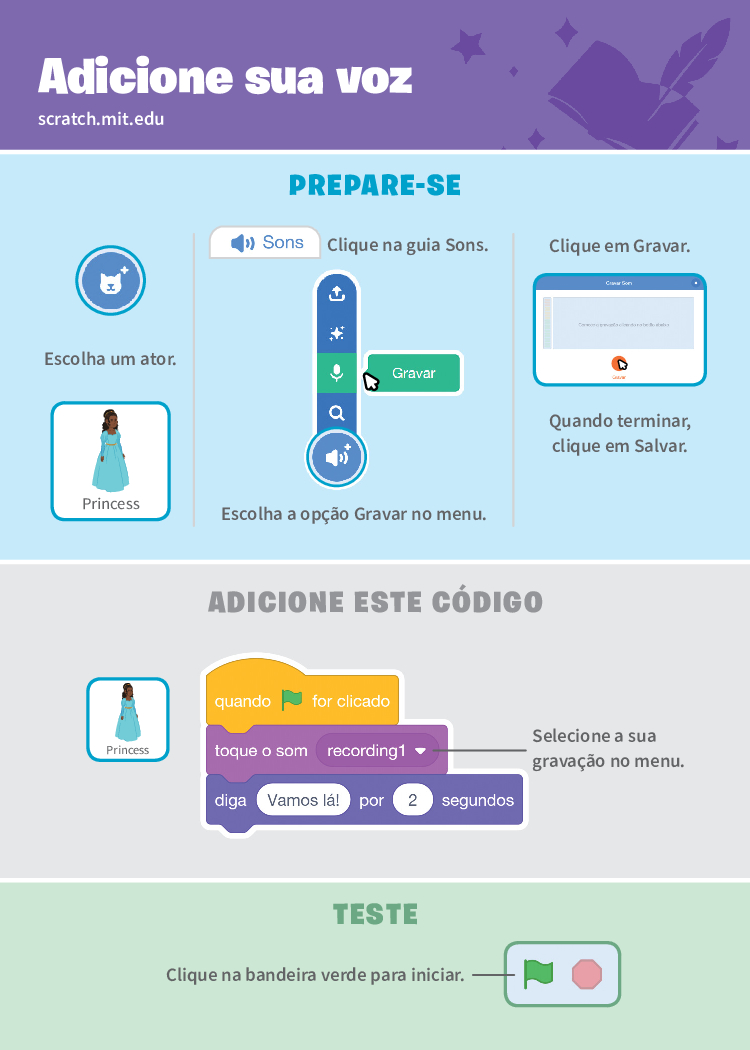 Adicione sua voz
scratch.mit.edu
PREPARE-SE
Escolha um ator.
Princess
Sons
Clique na guia Sons.
Gravar
Escolha a opção Gravar no menu.
Clique em Gravar.
Gravar Som
Gravar
Quando terminar,
clique em Salvar.
ADICIONE ESTE CÓDIGO
Princess
quando for clicado
toque o som recording1
diga Vamos lá! por 2 segundos
Selecione a sua
gravação no menu.
TESTE
Clique na bandeira verde para iniciar.